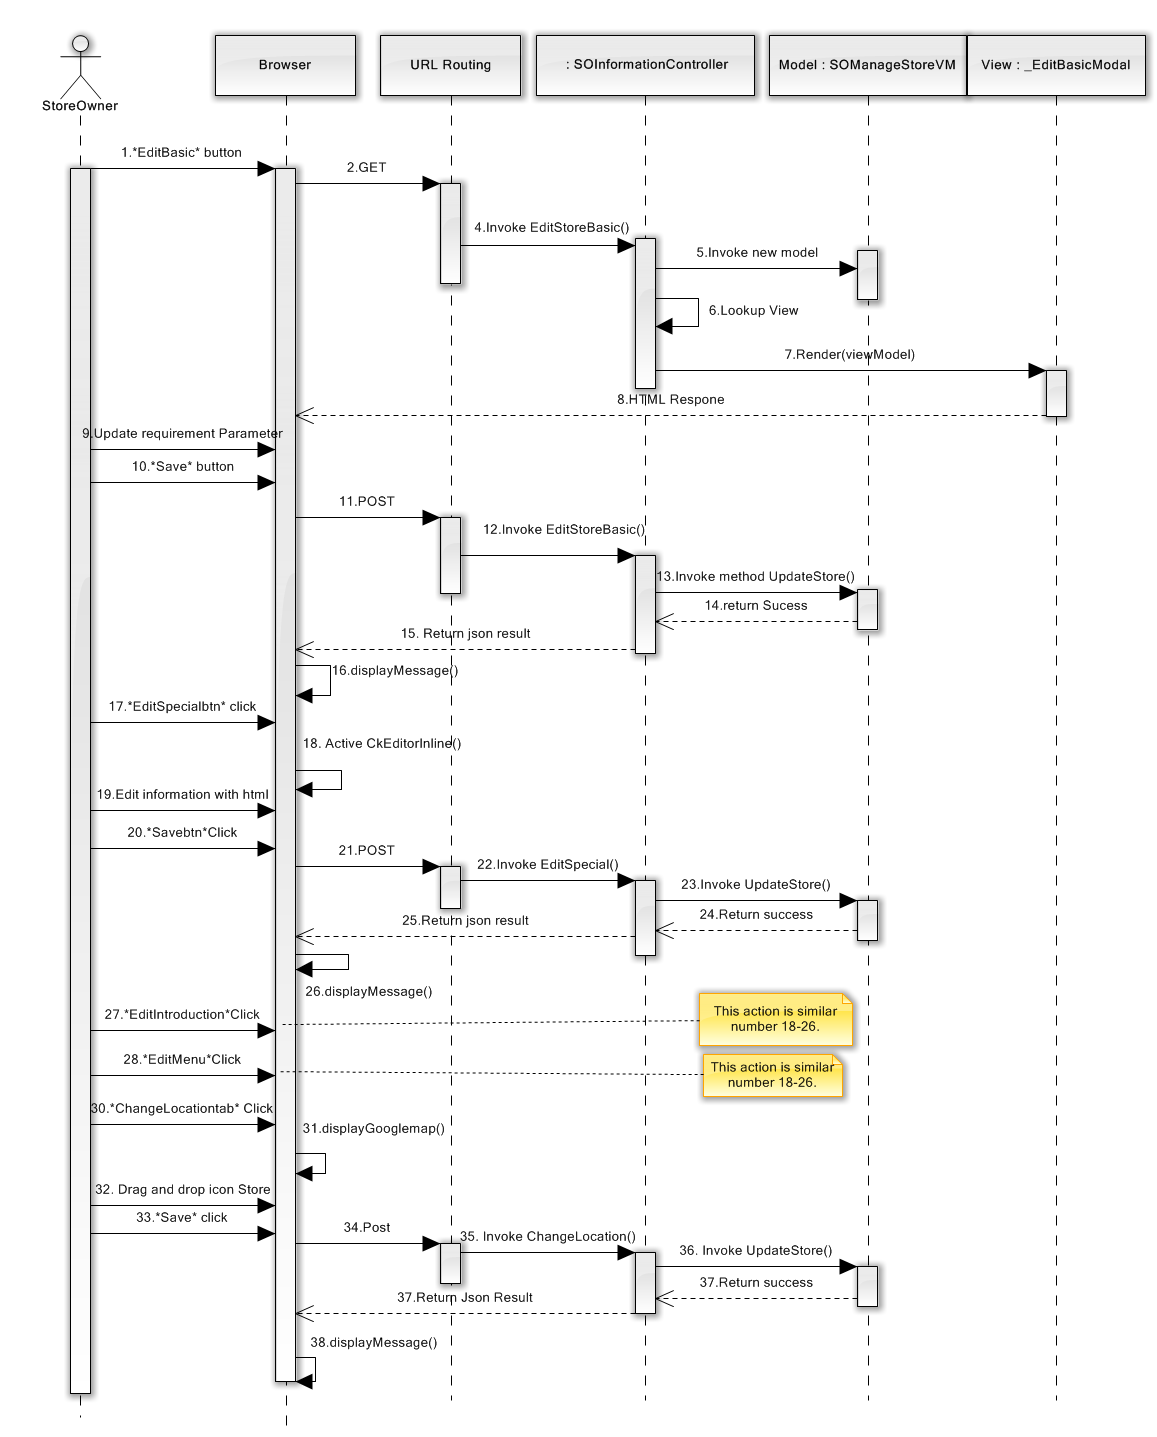 StoreOwner
Browser
URL Routing
: SOInformationController
Model : SOManageStoreVM
View : _EditBasicModal
1.*EditBasic* button
2.GET
4.Invoke EditStoreBasic()
5.Invoke new model
6.Lookup View
7.Render(viewModel)
8.HTML Respone
9.Update requirement Parameter
10.*Save* button
11.POST
12.Invoke EditStoreBasic()
13.Invoke method UpdateStore()
14.return Sucess
15. Return json result
16.displayMessage()
17.*EditSpecialbtn* click
18. Active CkEditorInline()
19.Edit information with html
20.*Savebtn*Click
21.POST
22.Invoke EditSpecial()
23.Invoke UpdateStore()
24.Return success
25.Return json result
26.displayMessage()
27.*EditIntroduction*Click
This action is similar
number 18-26.
28.*EditMenu*Click
This action is similar
number 18-26.
30.*ChangeLocationtab* Click
31.displayGooglemap()
32. Drag and drop icon Store
33.*Save* click
34.Post
35. Invoke ChangeLocation()
36. Invoke UpdateStore()
37.Return success
37.Return Json Result
38.displayMessage()